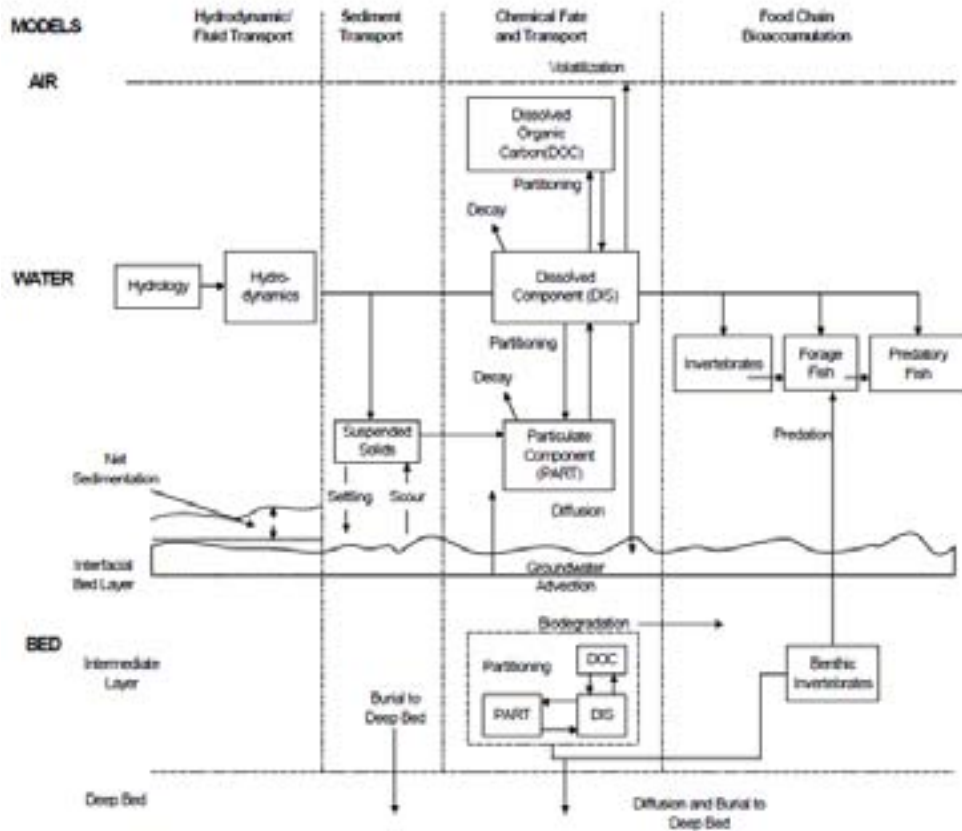 MODELS
Hydrodynamic/
Fluid Transport
Sediment
Transport
Chemical Fate
and Transport
Food Chain
Bioaccumulation
AIR
Volatilization
Dissolved
Organic
Carbon(DOC)
Partitioning
Decay
WATER
Hydrology
Hydro-
dynamics
Dissolved
Component (DIS)
Partitioning
Decay
Invertebrates
Forage
Fish
Predatory
Fish
Suspended
Solids
Particulate
Component
(PART)
Predation
Net
Sedimentation
Settling
Scour
Diffusion
Interfacial
Bed Layer
Groundwater
Advection
BED
Biodegradation
Intermediate
Layer
Partitioning
DOC
PART
DIS
Benthic
Invertebrates
Burial to
Deep Bed
Deep Bed
Diffusion and Burial to
Deep Bed